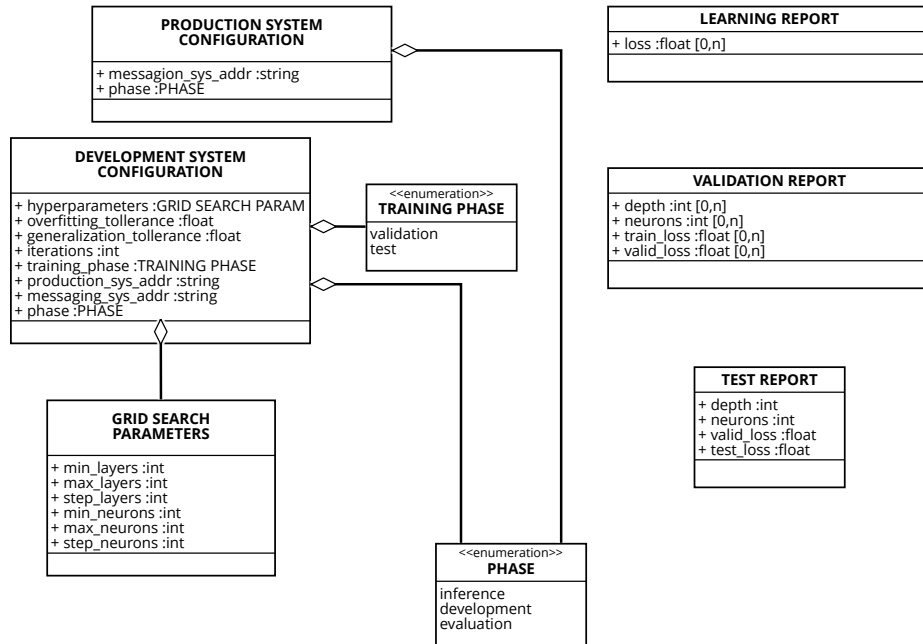 PRODUCTION SYSTEM
CONFIGURATION
+ messagion_sys_addr :string
+ phase :PHASE
DEVELOPMENT SYSTEM
CONFIGURATION
+ hyperparameters :GRID SEARCH PARAM
+ overfitting_tollerance :float
+ generalization_tollerance :float
+ iterations :int
+ training_phase :TRAINING PHASE
+ production_sys_addr :string
+ messaging_sys_addr :string
+ phase :PHASE
<<enumeration>>
TRAINING PHASE
validation
test
GRID SEARCH
PARAMETERS
+ min_layers :int
+ max_layers :int
+ step_layers :int
+ min_neurons :int
+ max_neurons :int
+ step_neurons :int
<<enumeration>>
PHASE
inference
development
evaluation
LEARNING REPORT
+ loss :float [0,n]
VALIDATION REPORT
+ depth :int [0,n]
+ neurons :int [0,n]
+ train_loss :float [0,n]
+ valid_loss :float [0,n]
TEST REPORT
+ depth :int
+ neurons :int
+ valid_loss :float
+ test_loss :float